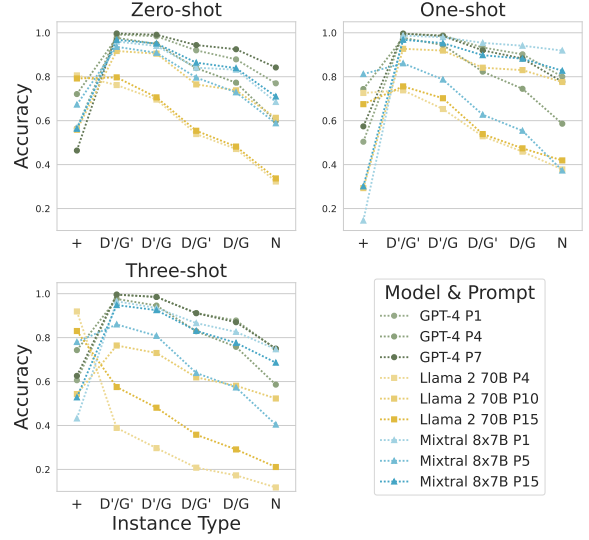 Zero-shot
One-shot
Accuracy
1.0
0.8
0.6
0.4
0.2
+ D'/G' D'/G D/G' D/G N
1.0
0.8
0.6
0.4
0.2
+ D'/G' D'/G D/G' D/G N
Three-shot
Accuracy
1.0
0.8
0.6
0.4
0.2
+ D'/G' D'/G D/G' D/G N
Instance Type
Model & Prompt
GPT-4 P1
GPT-4 P4
GPT-4 P7
Llama 2 70B P4
Llama 2 70B P10
Llama 2 70B P15
Mixtral 8x7B P1
Mixtral 8x7B P5
Mixtral 8x7B P15